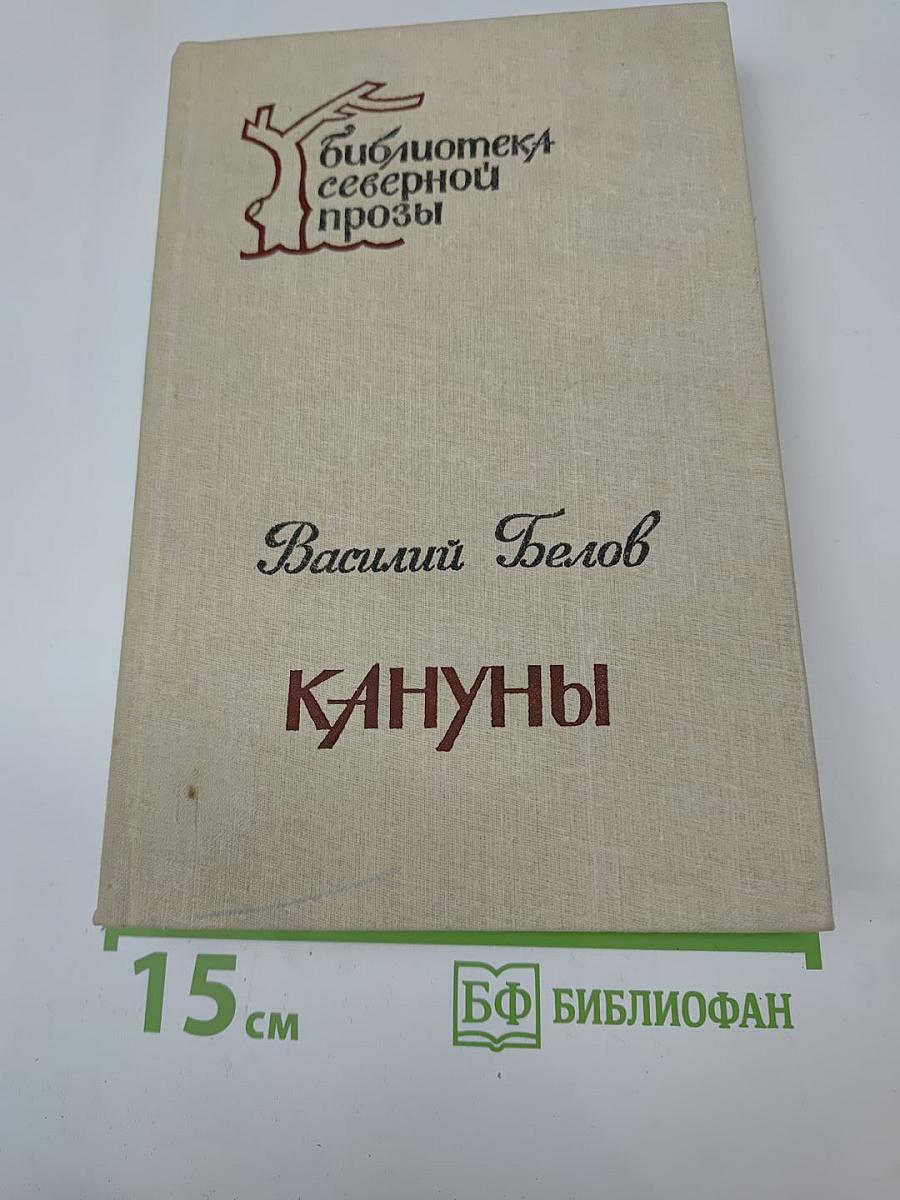 библиотека
северной
прозы
Василий Белов
КАНУНЫ
15 см
БФ БИБЛИОФАН